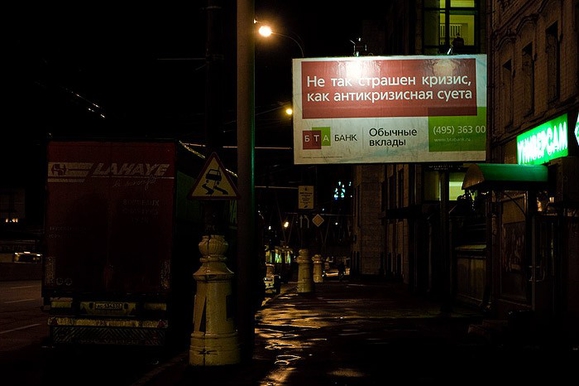 Не так страшен кризис,
как антикризисная суета
БТА БАНК
Обычные
вклады
(495) 363 00
УНИВЕРСАМ
LAHAYE